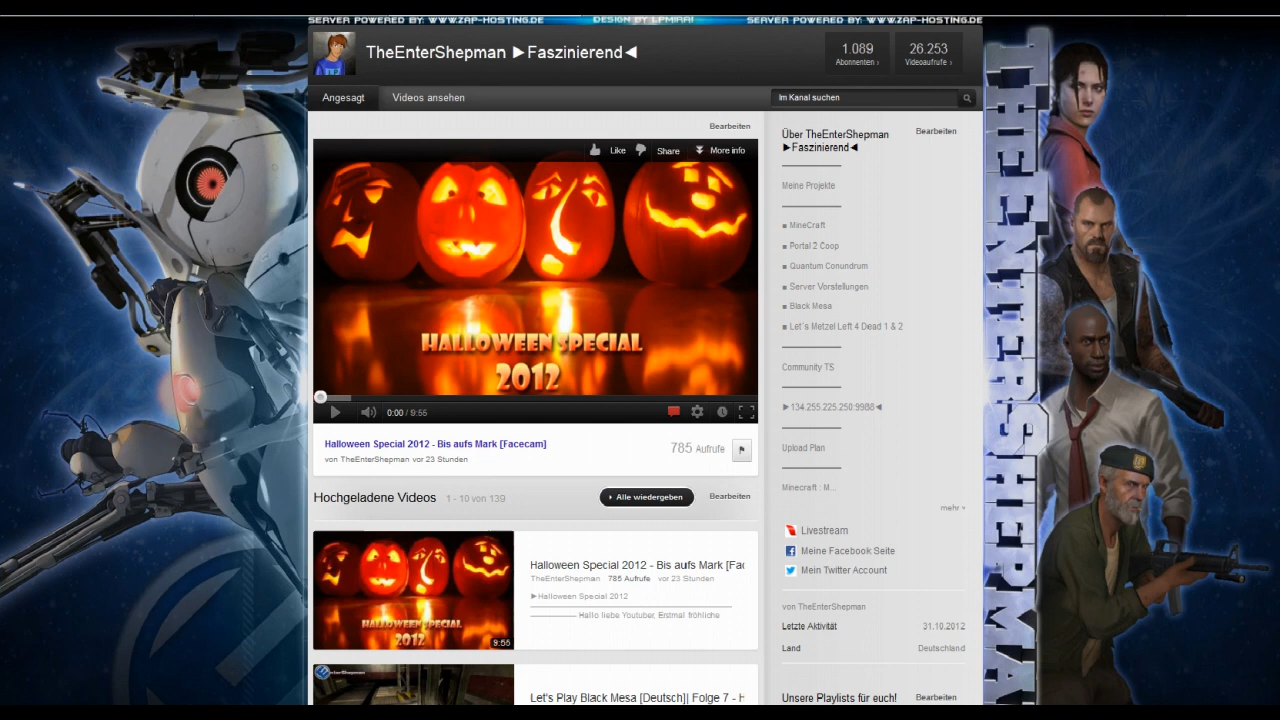 SERVER POWERED BY: WWW.ZAP-HOSTING.DE
DESIGN BY LPMIRAI
SERVER POWERED BY: WWW.ZAP-HOSTING.DE
TheEnterShepman ►Faszinierend◄
1.089
Abonnenten ›
26.253
Videoaufrufe ›
Angesagt
Videos ansehen
Im Kanal suchen
Bearbeiten
Like
Share
More info
HALLOWEEN SPECIAL
2012
0:00 / 9:55
Halloween Special 2012 - Bis aufs Mark [Facecam]
von TheEnterShepman vor 23 Stunden
785 Aufrufe
Hochgeladene Videos
1 - 10 von 139
Alle wiedergeben
Bearbeiten
HALLOWEEN SPECIAL
2012
9:55
Halloween Special 2012 - Bis aufs Mark [Fac
TheEnterShepman 785 Aufrufe vor 23 Stunden
►Halloween Special 2012
Hallo liebe Youtuber, Erstmal fröhliche
Let's Play Black Mesa [Deutsch]| Folge 7 - H
Über TheEnterShepman
►Faszinierend◄
Bearbeiten
Meine Projekte
■ MineCraft
■ Portal 2 Coop
■ Quantum Conundrum
■ Server Vorstellungen
■ Black Mesa
■ Let´s Metzel Left 4 Dead 1 & 2
Community TS
►134.255.225.250:9988◄
Upload Plan
Minecraft : M...
mehr
Livestream
Meine Facebook Seite
Mein Twitter Account
von TheEnterShepman
Letzte Aktivität
31.10.2012
Land
Deutschland
Unsere Playlists für euch!
Bearbeiten